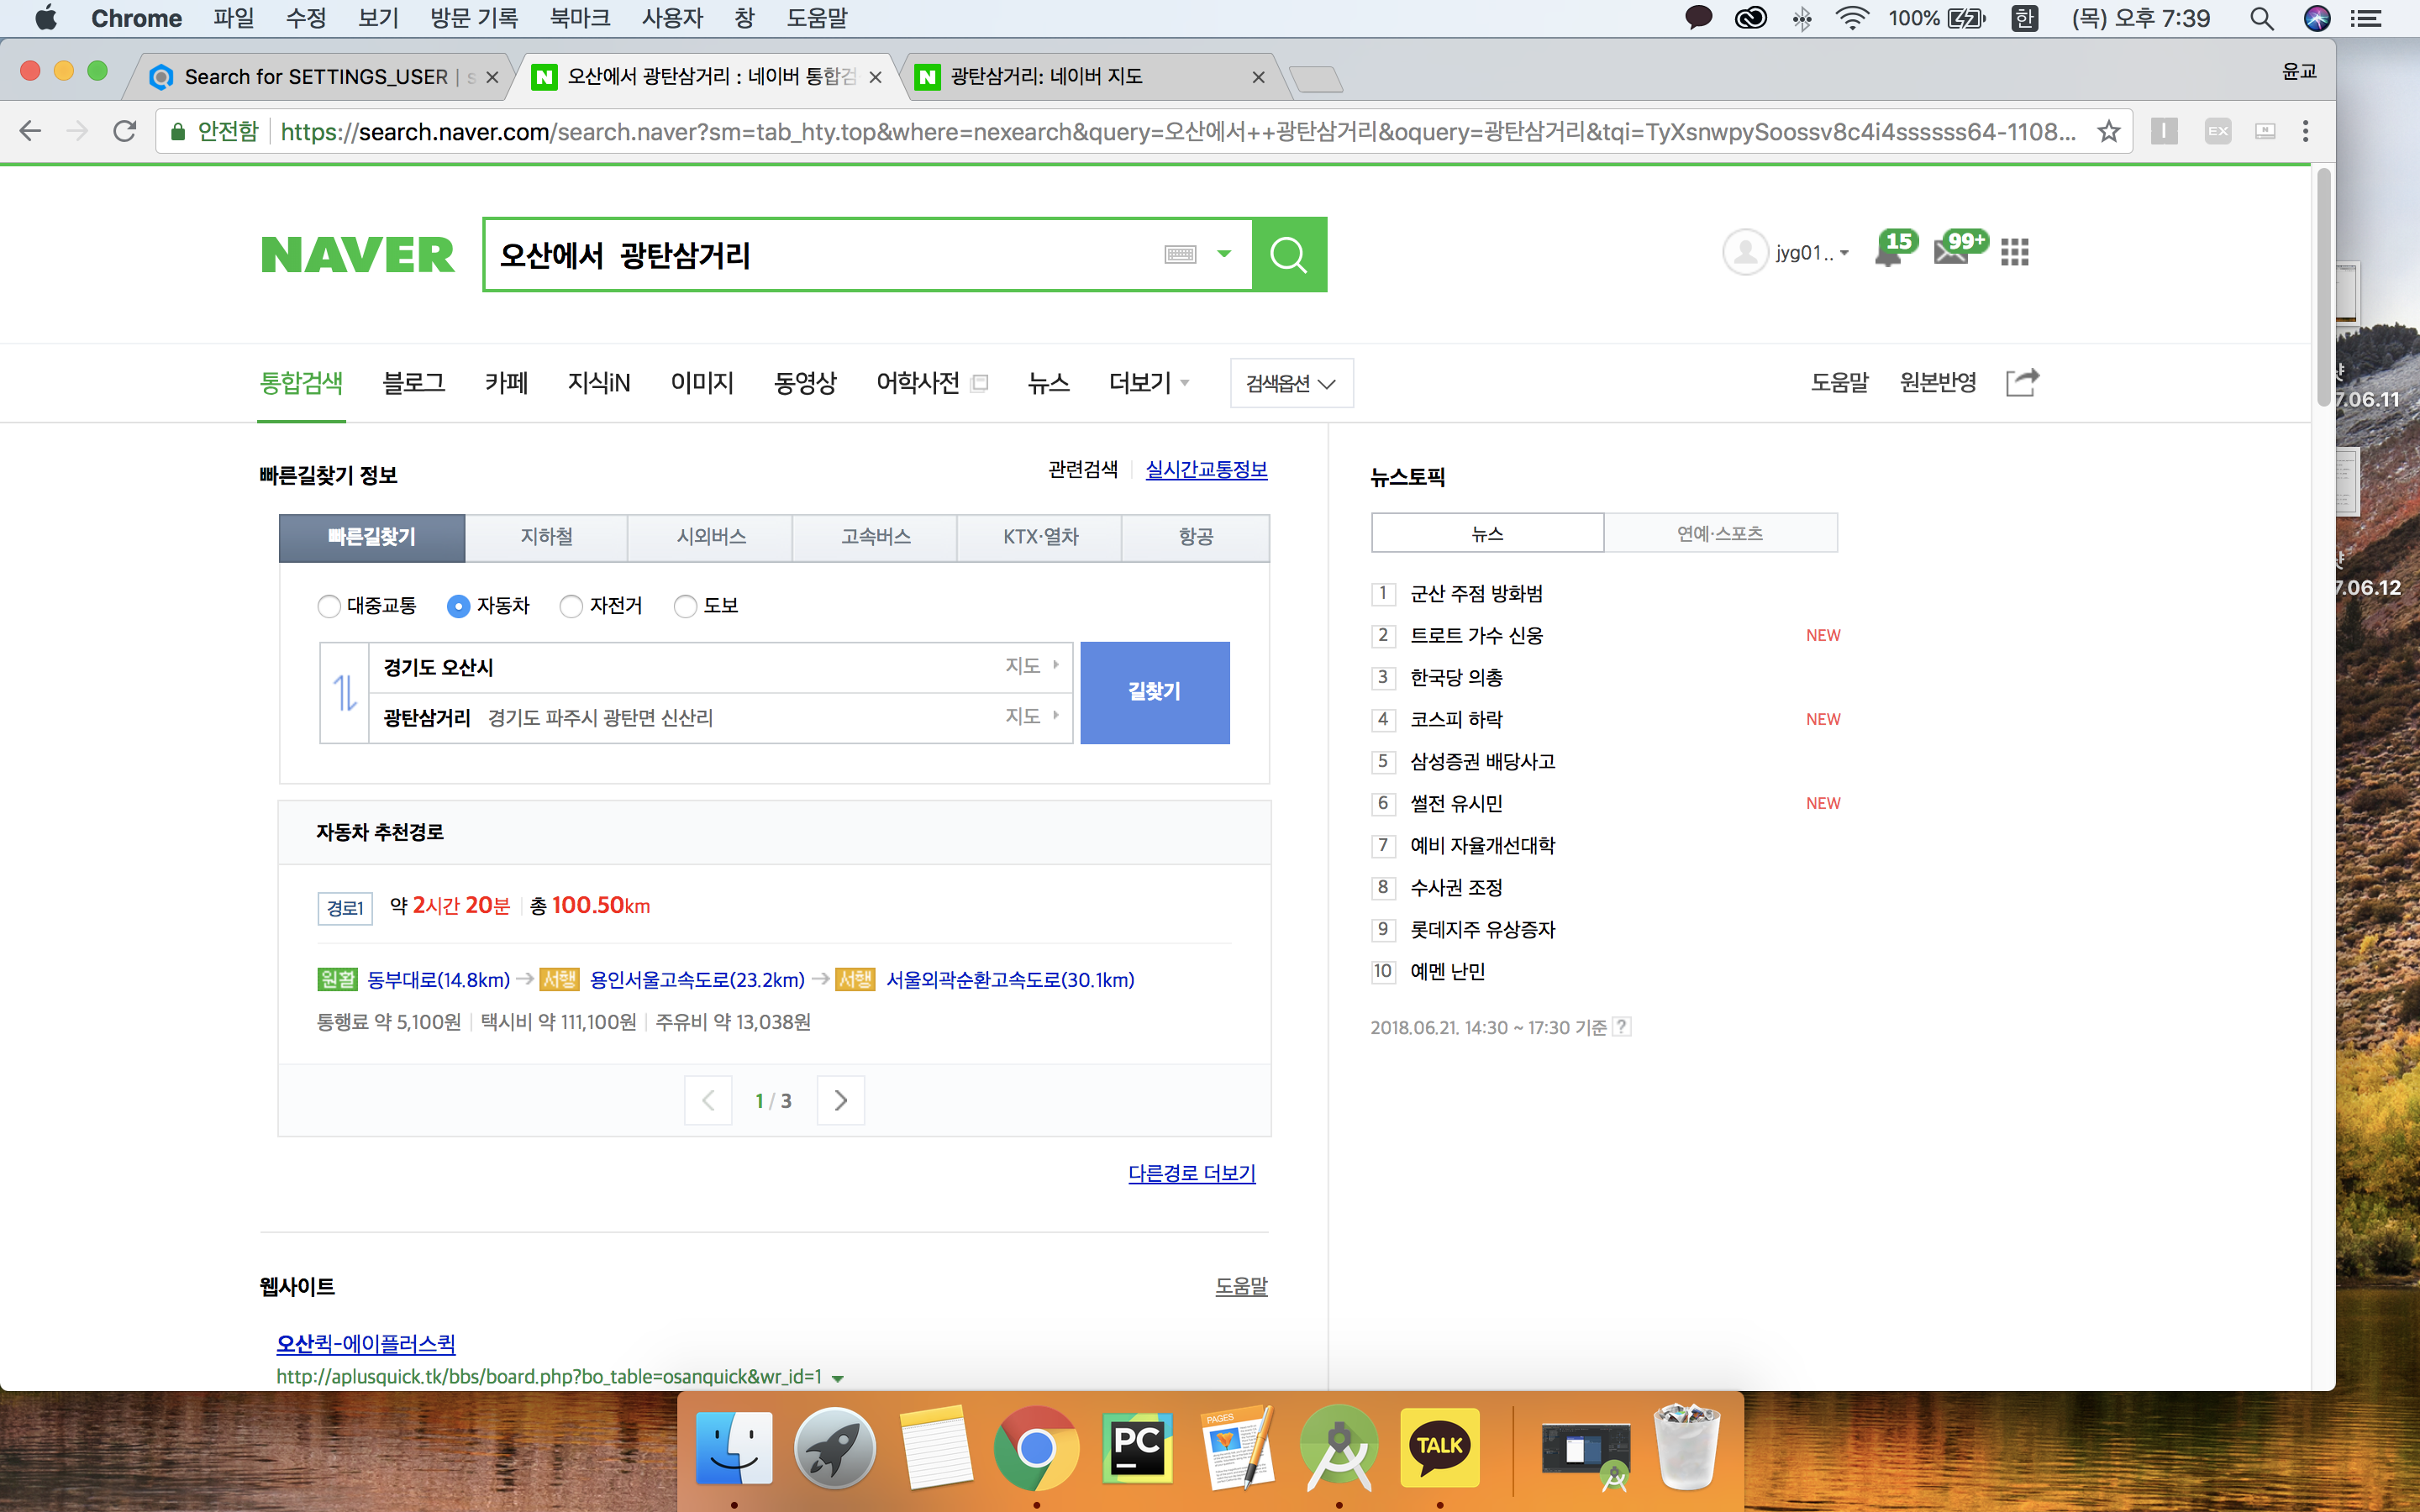 Chrome 파일 수정 보기 방문 기록 북마크 사용자 창 도움말 100% 한 (목) 오후 7:39
Search for SETTINGS_USER | s 오산에서 광탄삼거리 : 네이버 통합검 광탄삼거리: 네이버 지도 윤교
안전함 https://search.naver.com/search.naver?sm=tab_hty.top&where=nexearch&query=오산에서++광탄삼거리&oquery=광탄삼거리&tqi=TyXsnwpySoossv8c4i4ssssss64-1108...
NAVER 오산에서 광탄삼거리 jyg01.. 15 99+
통합검색 블로그 카페 지식iN 이미지 동영상 어학사전 뉴스 더보기 검색옵션 도움말 원본반영
7.06.11
7.06.12
빠른길찾기 정보 관련검색 실시간교통정보
빠른길찾기 지하철 시외버스 고속버스 KTX·열차 항공
대중교통 자동차 자전거 도보
경기도 오산시 지도
광탄삼거리 경기도 파주시 광탄면 신산리 지도
길찾기
자동차 추천경로
경로1 약 2시간 20분 총 100.50km
원활 동부대로(14.8km) 서행 용인서울고속도로(23.2km) 서행 서울외곽순환고속도로(30.1km)
통행료 약 5,100원 택시비 약 111,100원 주유비 약 13,038원
1 / 3
다른경로 더보기
웹사이트 도움말
오산퀵-에이플러스퀵
http://aplusquick.tk/bbs/board.php?bo_table=osanquick&wr_id=1
뉴스토픽
뉴스 연예·스포츠
1 군산 주점 방화범
2 트로트 가수 신웅 NEW
3 한국당 의총
4 코스피 하락 NEW
5 삼성증권 배당사고
6 썰전 유시민 NEW
7 예비 자율개선대학
8 수사권 조정
9 롯데지주 유상증자
10 예멘 난민
2018.06.21. 14:30 ~ 17:30 기준 ?
PC
PAGES
TALK